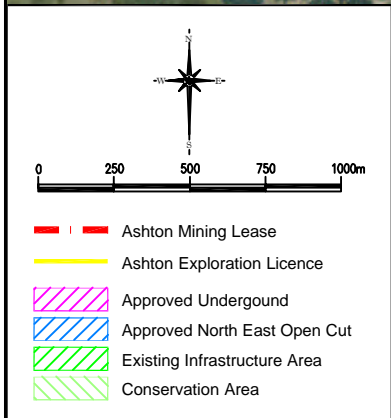 N
W E
S
0 250 500 750 1000m
Ashton Mining Lease
Ashton Exploration Licence
Approved Undergound
Approved North East Open Cut
Existing Infrastructure Area
Conservation Area